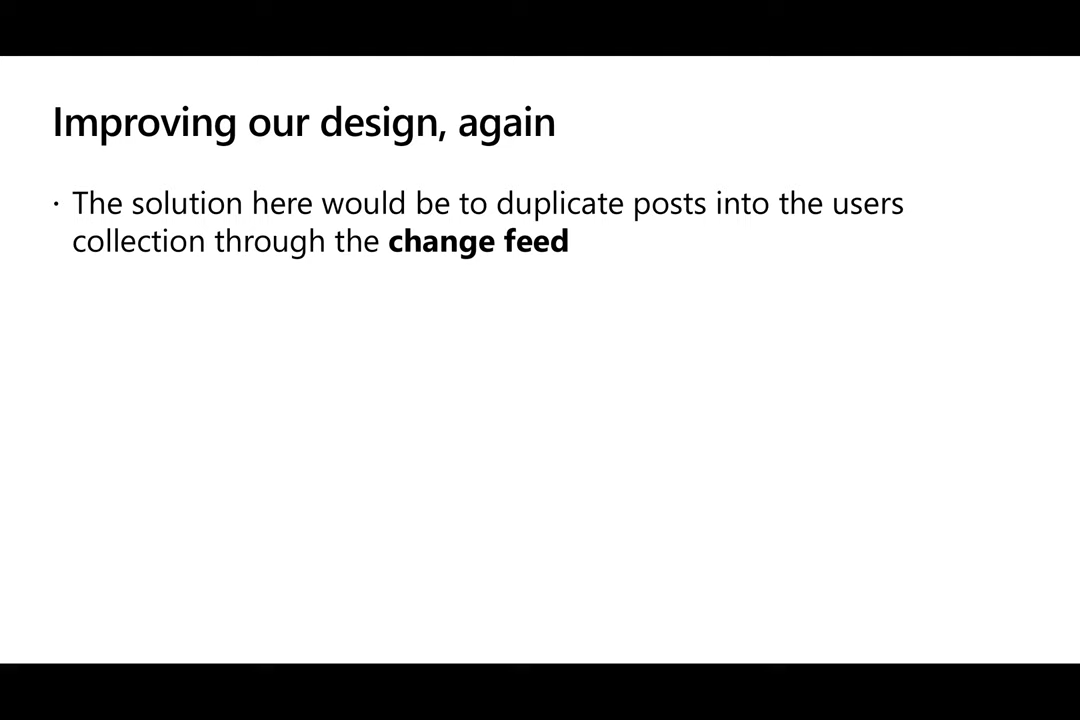 Improving our design, again
· The solution here would be to duplicate posts into the users
collection through the change feed